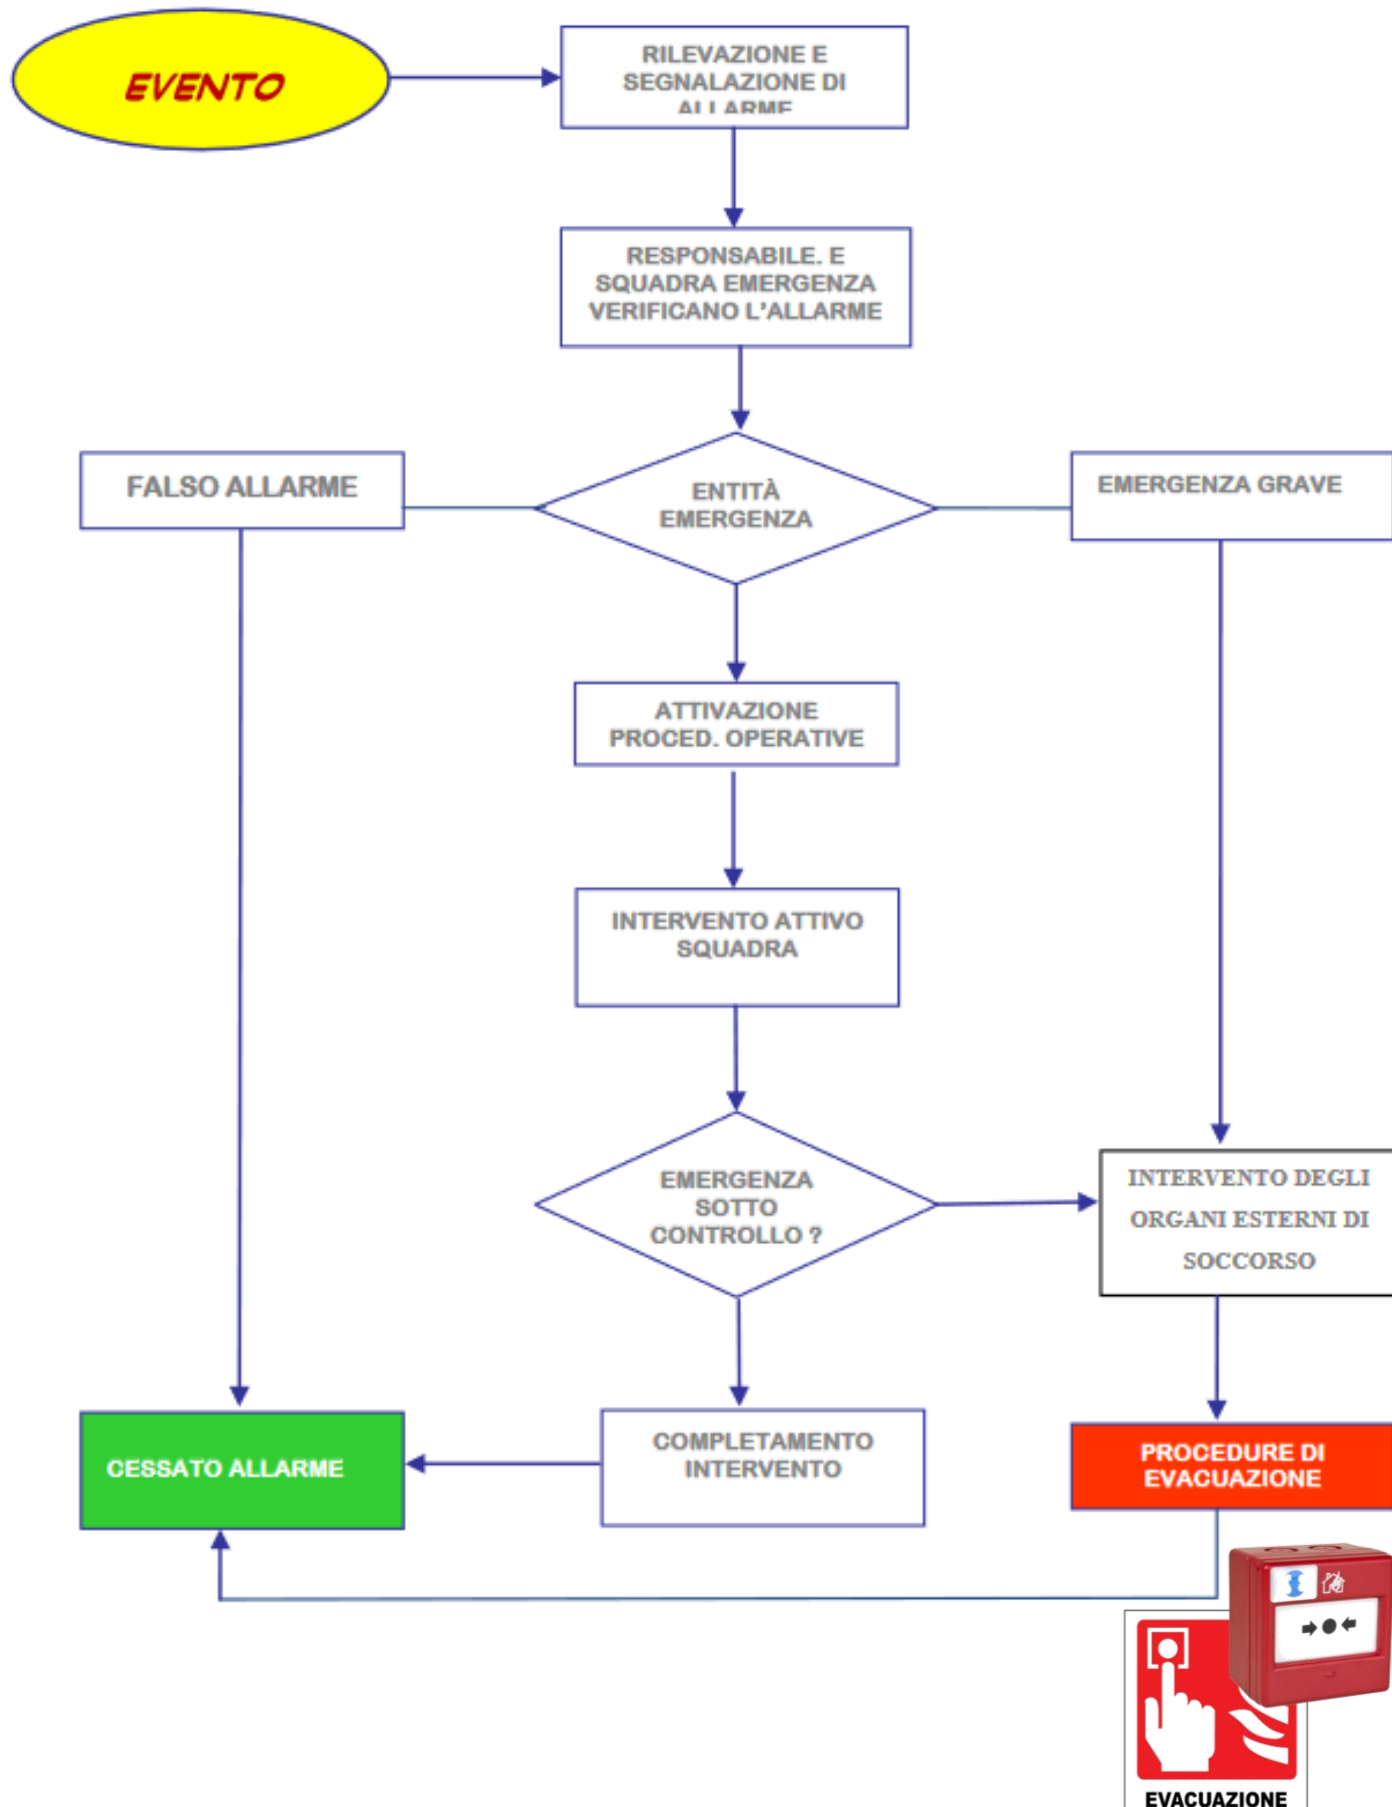 EVENTO
RILEVAZIONE E
SEGNALAZIONE DI
ALLARME
RESPONSABILE. E
SQUADRA EMERGENZA
VERIFICANO L'ALLARME
FALSO ALLARME
ENTITÀ
EMERGENZA
EMERGENZA GRAVE
ATTIVAZIONE
PROCED. OPERATIVE
INTERVENTO ATTIVO
SQUADRA
EMERGENZA
SOTTO
CONTROLLO ?
INTERVENTO DEGLI
ORGANI ESTERNI DI
SOCCORSO
CESSATO ALLARME
COMPLETAMENTO
INTERVENTO
PROCEDURE DI
EVACUAZIONE
EVACUAZIONE